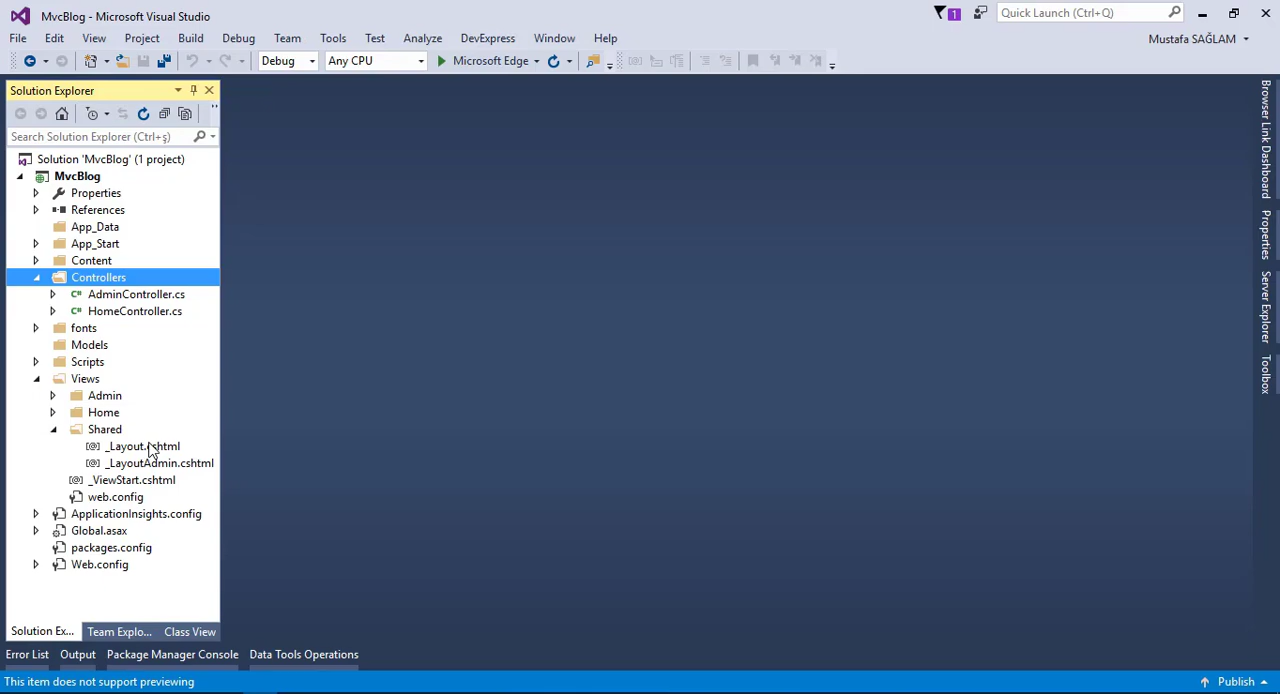 MvcBlog - Microsoft Visual Studio
1
Quick Launch (Ctrl+Q)
File Edit View Project Build Debug Team Tools Test Analyze DevExpress Window Help
Mustafa SAĞLAM
Debug Any CPU Microsoft Edge
Solution Explorer
Search Solution Explorer (Ctrl+ş)
Solution 'MvcBlog' (1 project)
MvcBlog
Properties
References
App_Data
App_Start
Content
Controllers
AdminController.cs
HomeController.cs
fonts
Models
Scripts
Views
Admin
Home
Shared
_Layout.cshtml
_LayoutAdmin.cshtml
_ViewStart.cshtml
web.config
ApplicationInsights.config
Global.asax
packages.config
Web.config
Solution Ex... Team Explo... Class View
Error List Output Package Manager Console Data Tools Operations
This item does not support previewing
Publish
Browser Link Dashboard
Properties
Server Explorer
Toolbox